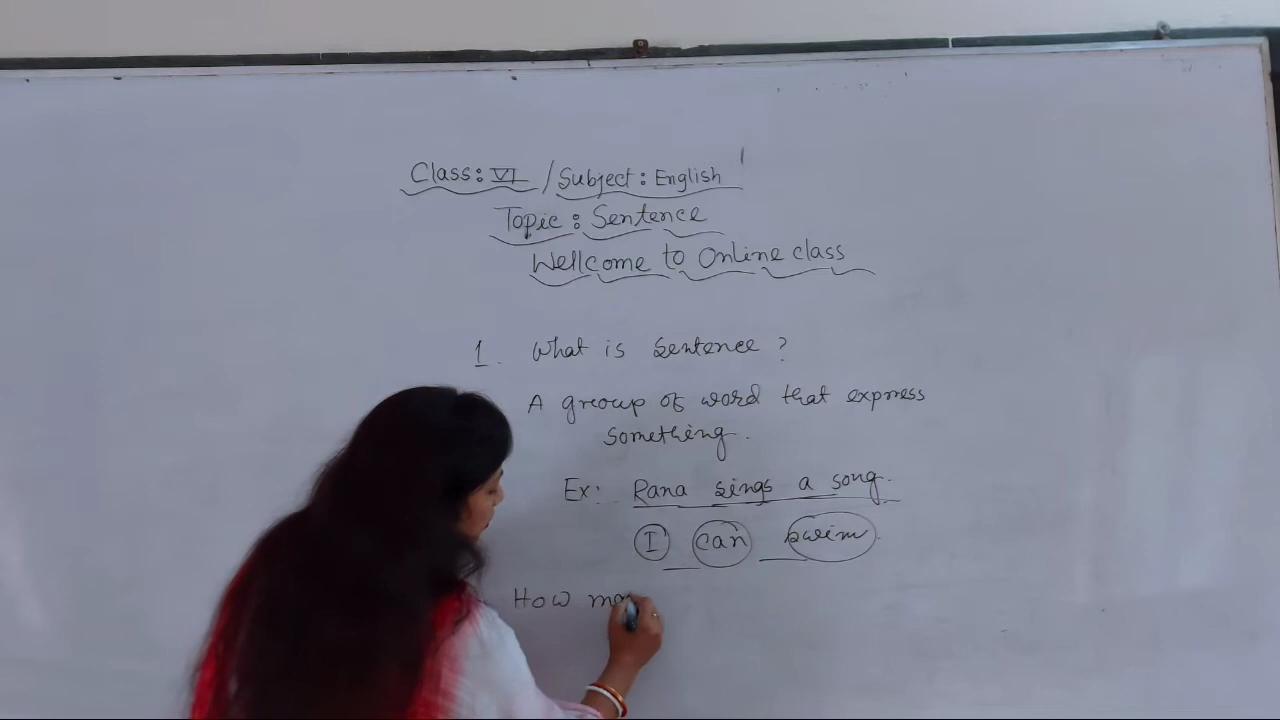 Class: VI / Subject: English
Topic: Sentence
Wellcome to Online class
1. What is sentence?
A greoup of word that express
something.
Ex: Rana sings a song.
I can swim.
How